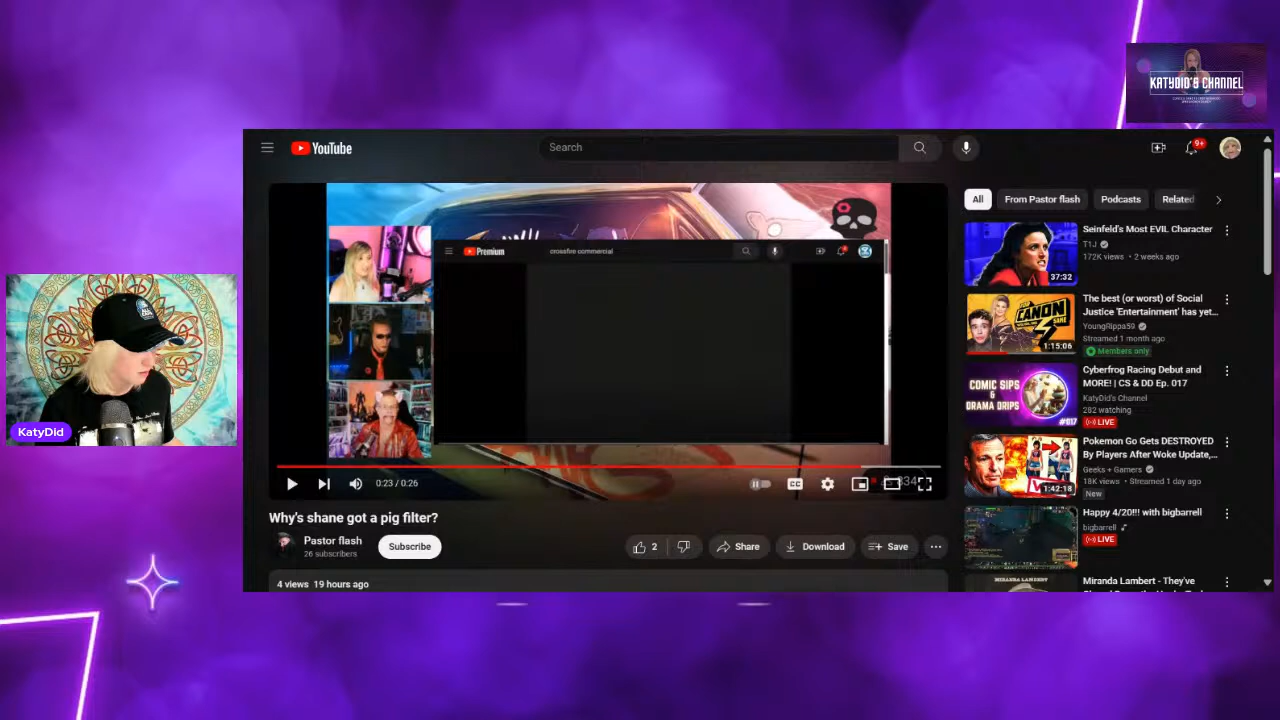 KATYDID'S CHANNEL
YouTube
Search
9+
Premium
crossfire commercial
0:23 / 0:26
CC
Why's shane got a pig filter?
Pastor flash
26 subscribers
Subscribe
2
Share
Download
Save
4 views 19 hours ago
All
From Pastor flash
Podcasts
Related
37:32
Seinfeld's Most EVIL Character
T1J
172K views • 2 weeks ago
CANON
1:15:06
The best (or worst) of Social
Justice 'Entertainment' has yet...
YoungRippa59
Streamed 1 month ago
Members only
COMIC SIPS
&
DRAMA DRIPS
#017
Cyberfrog Racing Debut and
MORE! | CS & DD Ep. 017
KatyDid's Channel
282 watching
LIVE
1:42:18
Pokemon Go Gets DESTROYED
By Players After Woke Update,...
Geeks + Gamers
18K views • Streamed 1 day ago
New
Happy 4/20!!! with bigbarrell
bigbarrell
LIVE
MIRANDA LAMBERT
Miranda Lambert - They've
KatyDid